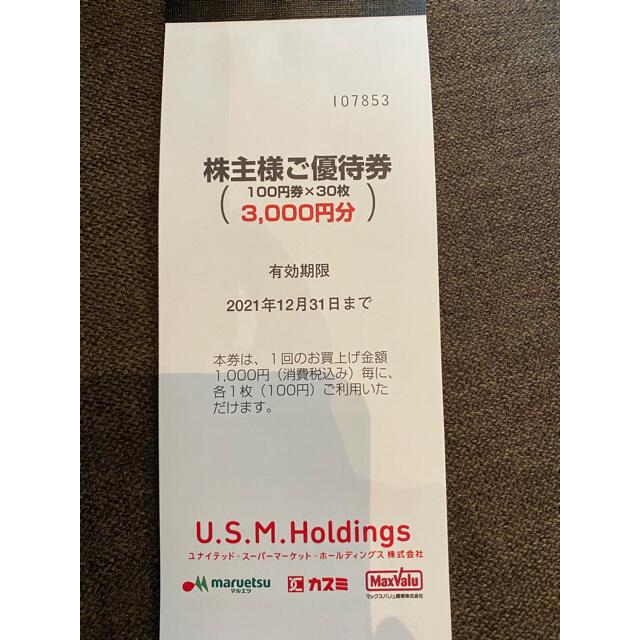 107853
株主様ご優待券
(100円券×30枚
3,000円分)
有効期限
2021年12月31日まで
本券は、1回のお買上げ金額
1,000円（消費税込み）毎に、
各1枚（100円）ご利用いた
だけます。
U.S.M.Holdings
ユナイテッド・スーパーマーケット・ホールディングス株式会社
maruetsu カスミ MaxValu
マルエツ マックスバリュ関東株式会社